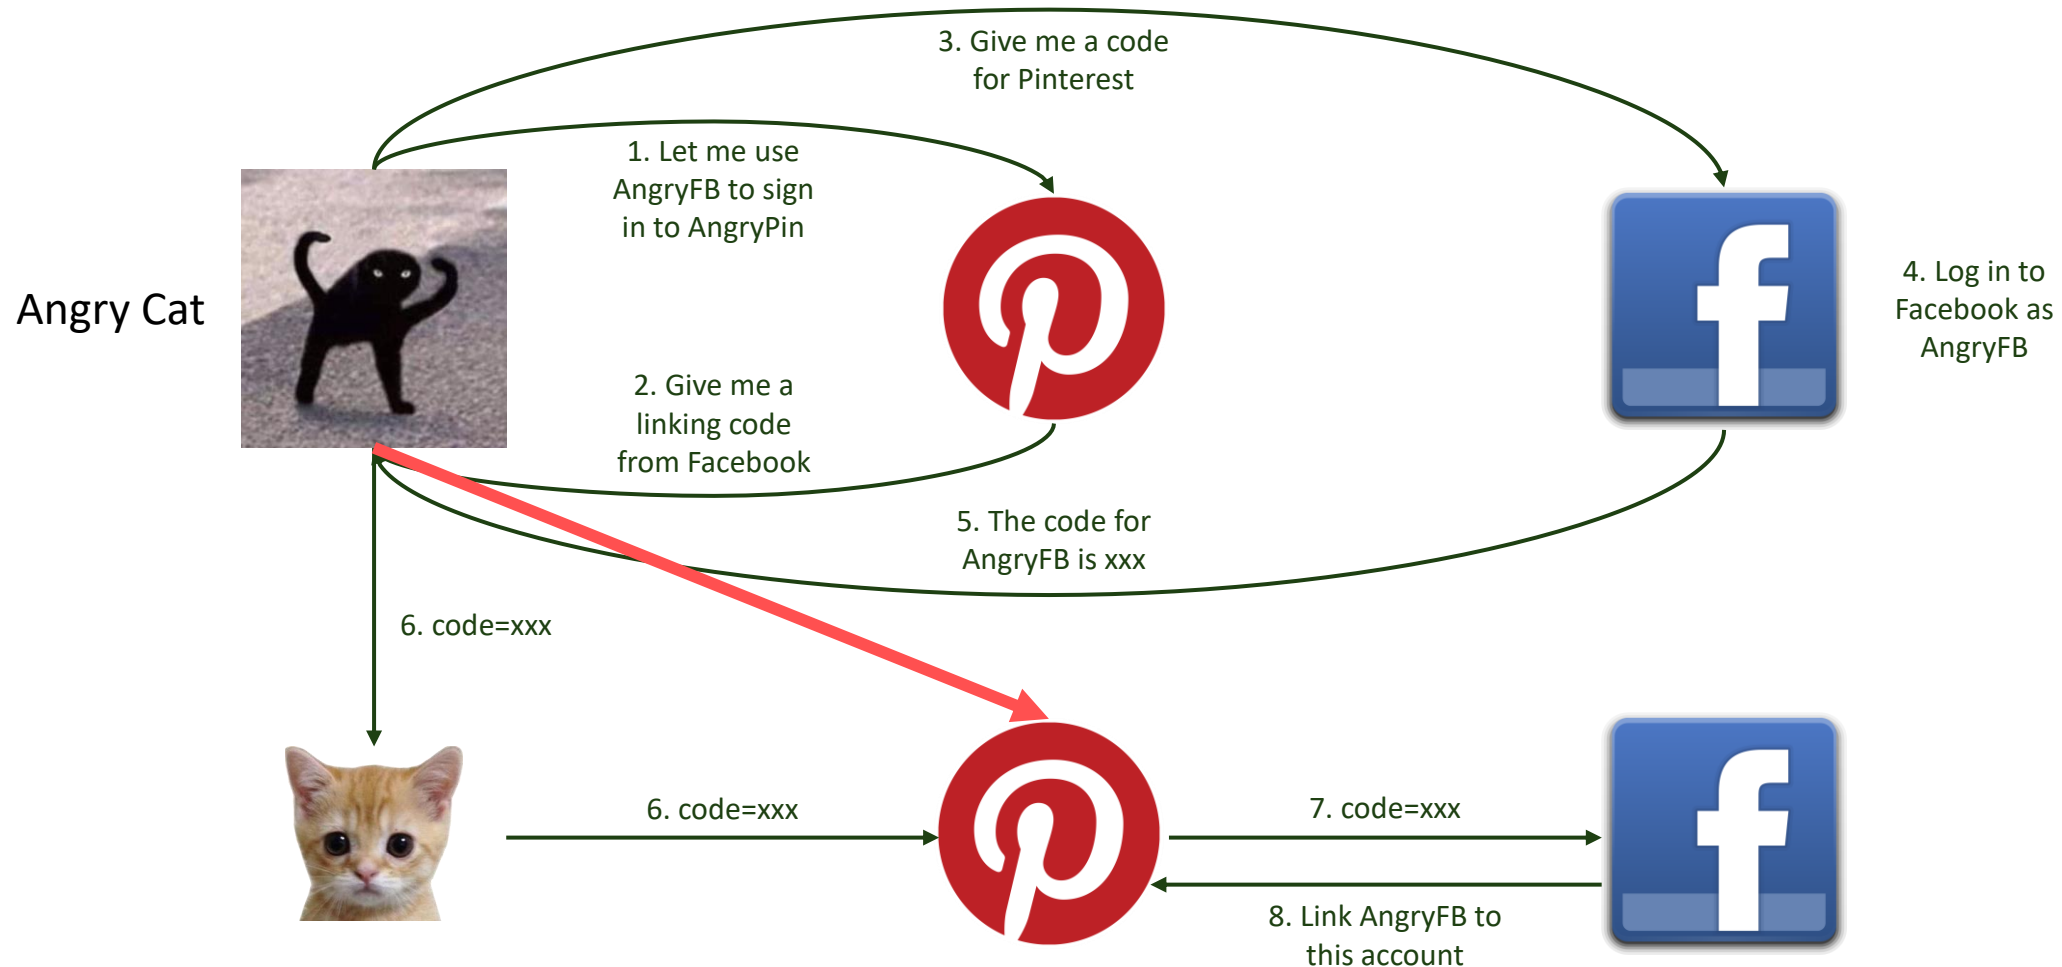 3. Give me a code
for Pinterest
1. Let me use
AngryFB to sign
in to AngryPin
Angry Cat
4. Log in to
Facebook as
AngryFB
2. Give me a
linking code
from Facebook
5. The code for
AngryFB is xxx
6. code=xxx
6. code=xxx
7. code=xxx
8. Link AngryFB to
this account